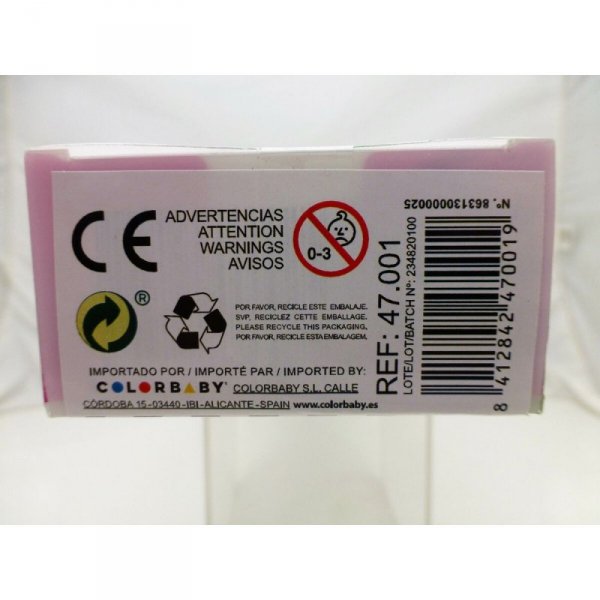 CE
ADVERTENCIAS
ATTENTION
WARNINGS
AVISOS
0-3
®
POR FAVOR, RECICLE ESTE EMBALAJE.
SVP, RECICLEZ CETTE EMBALLAGE.
PLEASE RECYCLE THIS PACKAGING.
POR FAVOR, RECICLE ESTA EMBALAGEM.
IMPORTADO POR / IMPORTÉ PAR / IMPORTED BY:
COLORBABY® COLORBABY S.L. CALLE
CÓRDOBA 15-03440-IBI-ALICANTE-SPAIN www.colorbaby.es
REF: 47.001
LOTE/LOT/BATCH Nº: 234820100
8 412842 470019
Nº. 8631130000025